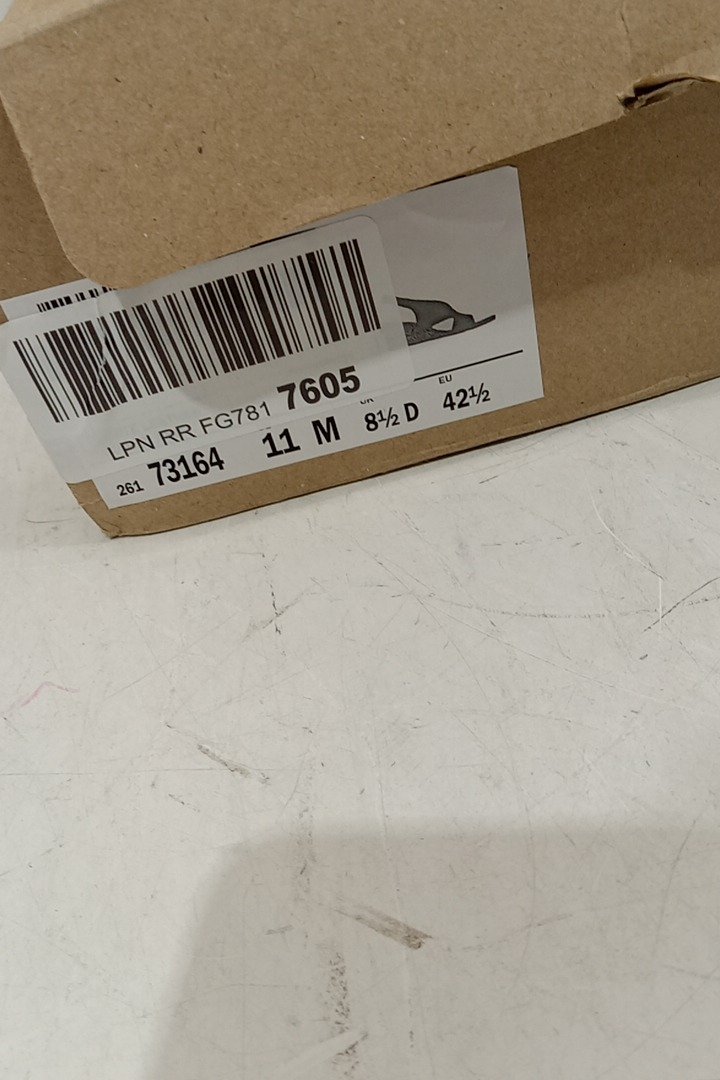 LPN RR FG781 7605
EU
261 73164 11 M 8½ D 42½